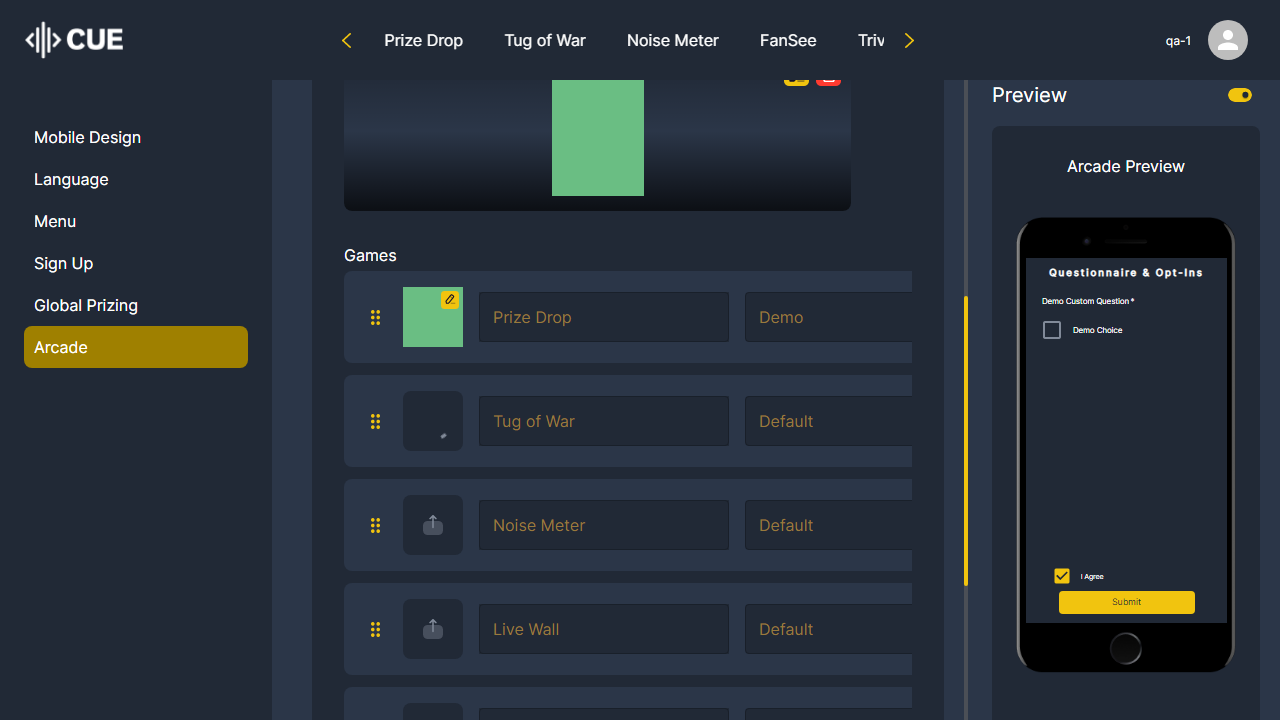 CUE
Prize Drop Tug of War Noise Meter FanSee Triv
qa-1
Mobile Design
Language
Menu
Sign Up
Global Prizing
Arcade
Games
Prize Drop Demo
Tug of War Default
Noise Meter Default
Live Wall Default
Preview
Arcade Preview
Questionnaire & Opt-Ins
Demo Custom Question *
Demo Choice
I Agree
Submit